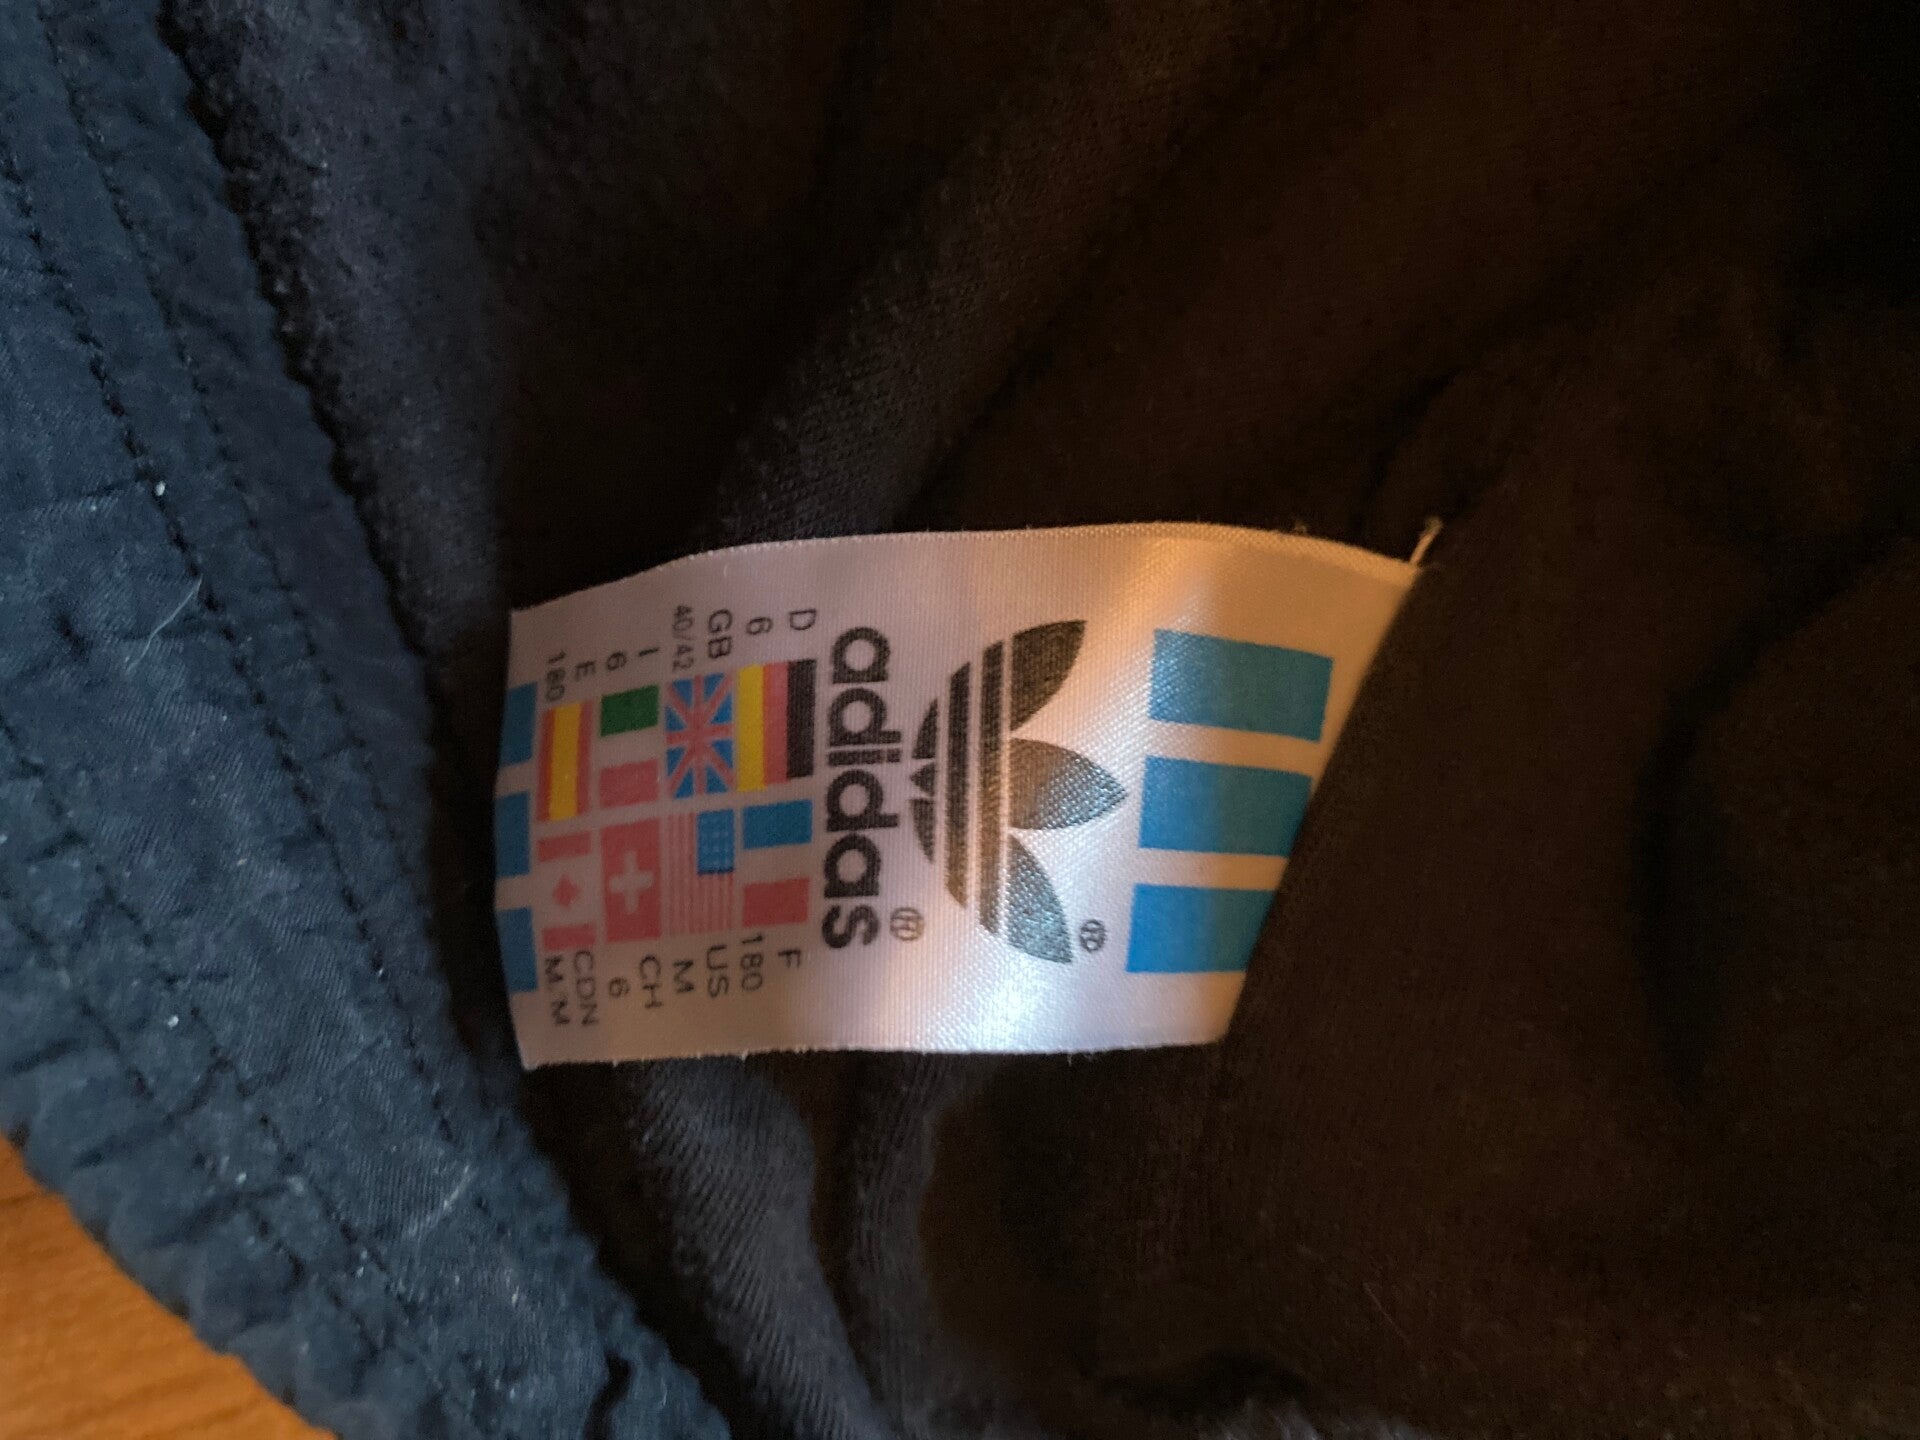 ®
adidas®
D F
6 180
GB US
40/42 M
I CH
6 6
E CDN
180 M/M